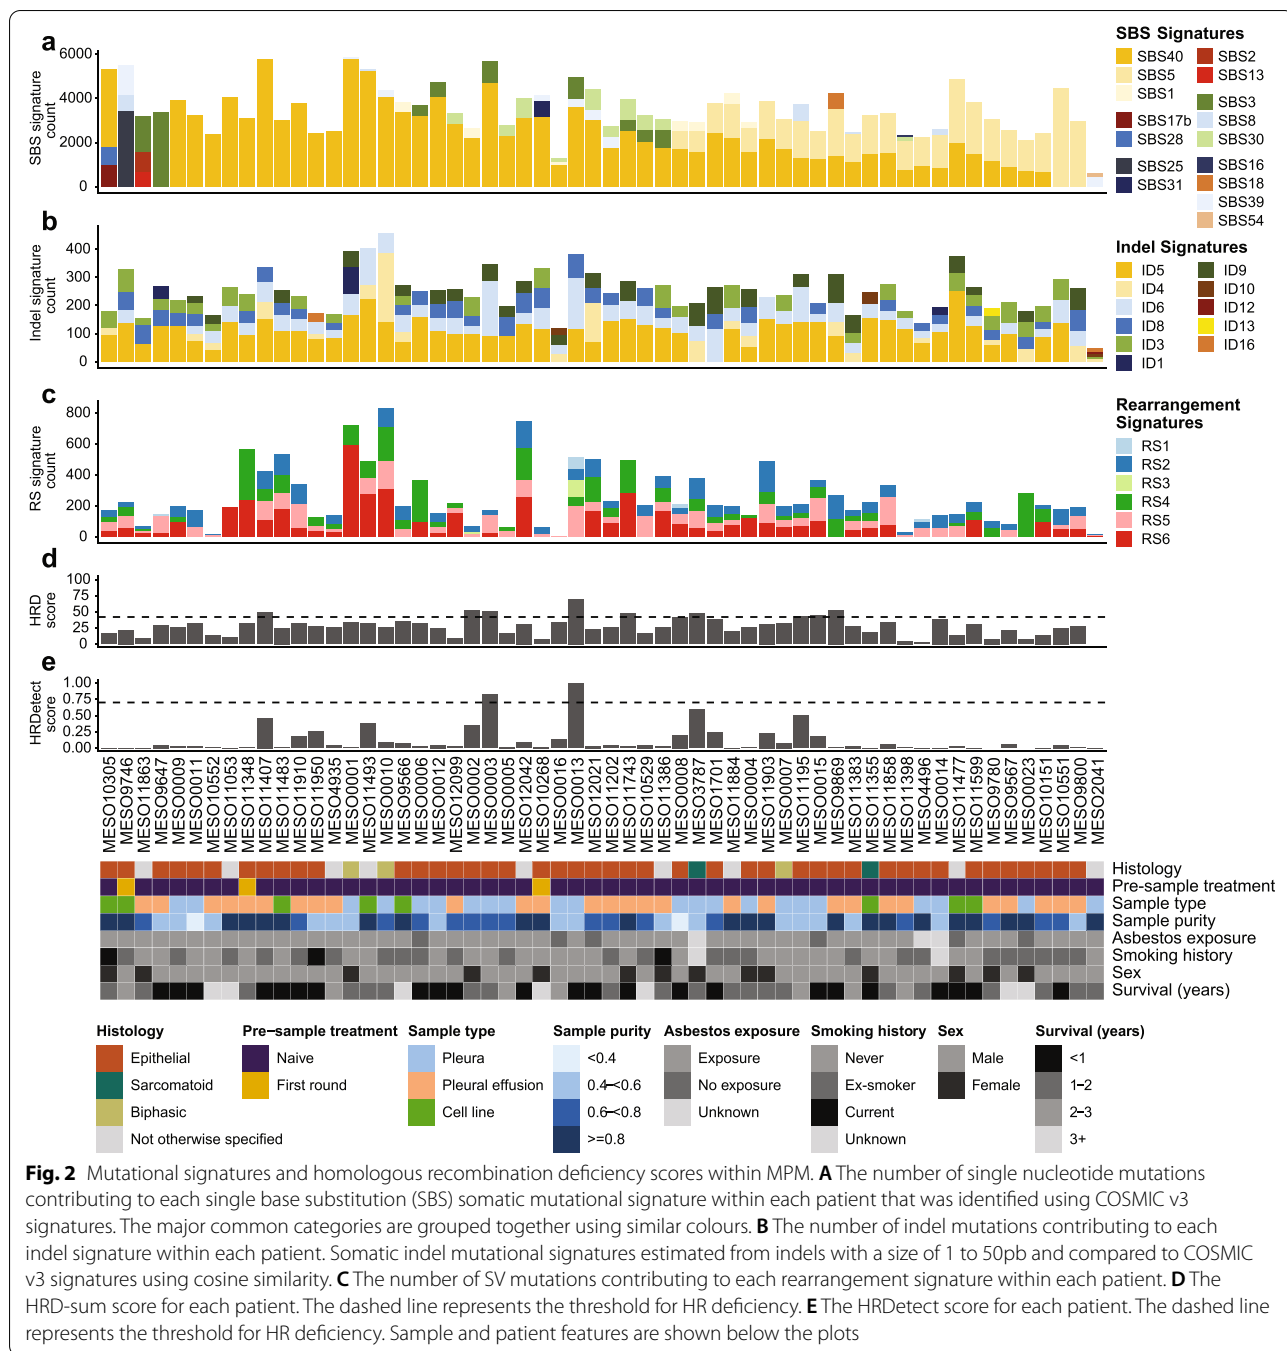 a
SBS signature
count
6000
4000
2000
0
SBS Signatures
SBS40
SBS5
SBS1
SBS17b
SBS28
SBS25
SBS31
SBS2
SBS13
SBS3
SBS8
SBS30
SBS16
SBS18
SBS39
SBS54
b
Indel signature
count
400
300
200
100
0
Indel Signatures
ID5
ID4
ID6
ID8
ID3
ID1
ID9
ID10
ID12
ID13
ID16
c
RS signature
count
800
600
400
200
0
Rearrangement
Signatures
RS1
RS2
RS3
RS4
RS5
RS6
d
HRD
score
100
75
50
25
0
e
HRDetect
score
1.00
0.75
0.50
0.25
0.00
MESO10305
MESO9746
MESO11863
MESO9647
MESO0009
MESO0011
MESO10552
MESO11053
MESO11348
MESO11407
MESO11483
MESO11910
MESO11950
MESO4935
MESO0001
MESO11493
MESO0010
MESO9566
MESO0006
MESO0012
MESO12099
MESO0002
MESO0003
MESO0005
MESO12042
MESO10268
MESO0016
MESO0013
MESO12021
MESO11202
MESO11743
MESO10529
MESO11386
MESO0008
MESO3787
MESO1701
MESO11884
MESO0004
MESO11903
MESO0007
MESO11195
MESO0015
MESO9869
MESO11383
MESO11355
MESO11858
MESO11398
MESO4496
MESO0014
MESO11477
MESO11599
MESO9780
MESO9567
MESO0023
MESO10151
MESO10551
MESO9800
MESO2041
Histology
Pre-sample treatment
Sample type
Sample purity
Asbestos exposure
Smoking history
Sex
Survival (years)
Histology
Epithelial
Sarcomatoid
Biphasic
Not otherwise specified
Pre−sample treatment
Naive
First round
Sample type
Pleura
Pleural effusion
Cell line
Sample purity
<0.4
0.4−<0.6
0.6−<0.8
>=0.8
Asbestos exposure
Exposure
No exposure
Unknown
Smoking history
Never
Ex-smoker
Current
Unknown
Sex
Male
Female
Survival (years)
<1
1−2
2−3
3+
Fig. 2 Mutational signatures and homologous recombination deficiency scores within MPM. A The number of single nucleotide mutations
contributing to each single base substitution (SBS) somatic mutational signature within each patient that was identified using COSMIC v3
signatures. The major common categories are grouped together using similar colours. B The number of indel mutations contributing to each
indel signature within each patient. Somatic indel mutational signatures estimated from indels with a size of 1 to 50pb and compared to COSMIC
v3 signatures using cosine similarity. C The number of SV mutations contributing to each rearrangement signature within each patient. D The
HRD-sum score for each patient. The dashed line represents the threshold for HR deficiency. E The HRDetect score for each patient. The dashed line
represents the threshold for HR deficiency. Sample and patient features are shown below the plots